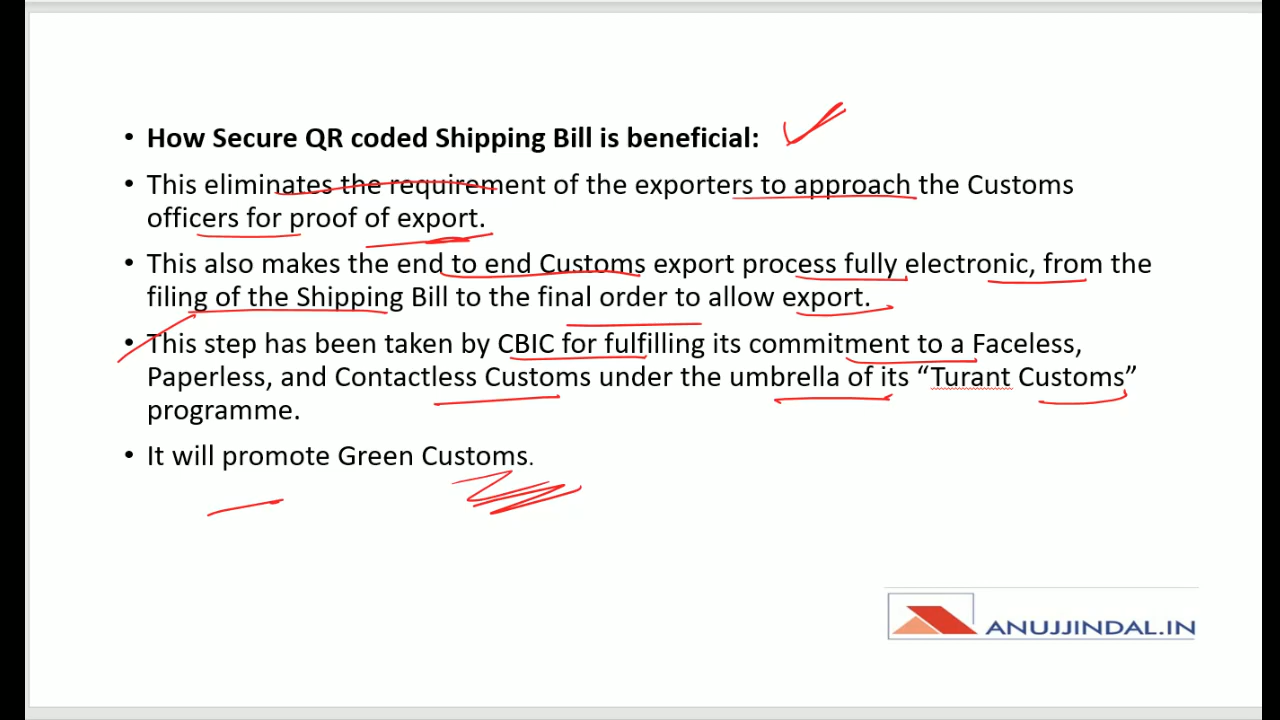 • How Secure QR coded Shipping Bill is beneficial:
• This eliminates the requirement of the exporters to approach the Customs
officers for proof of export.
• This also makes the end to end Customs export process fully electronic, from the
filing of the Shipping Bill to the final order to allow export.
• This step has been taken by CBIC for fulfilling its commitment to a Faceless,
Paperless, and Contactless Customs under the umbrella of its “Turant Customs”
programme.
• It will promote Green Customs.
ANUJJINDAL.IN